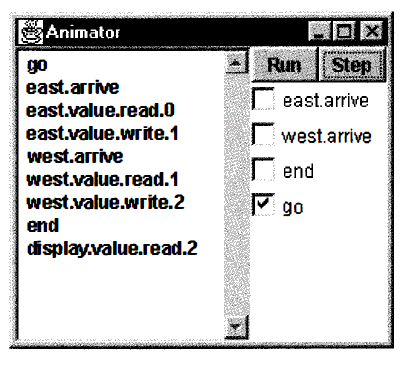 Animator
go
east.arrive
east.value.read.0
east.value.write.1
west.arrive
west.value.read.1
west.value.write.2
end
display.value.read.2
Run Step
east.arrive
west.arrive
end
go